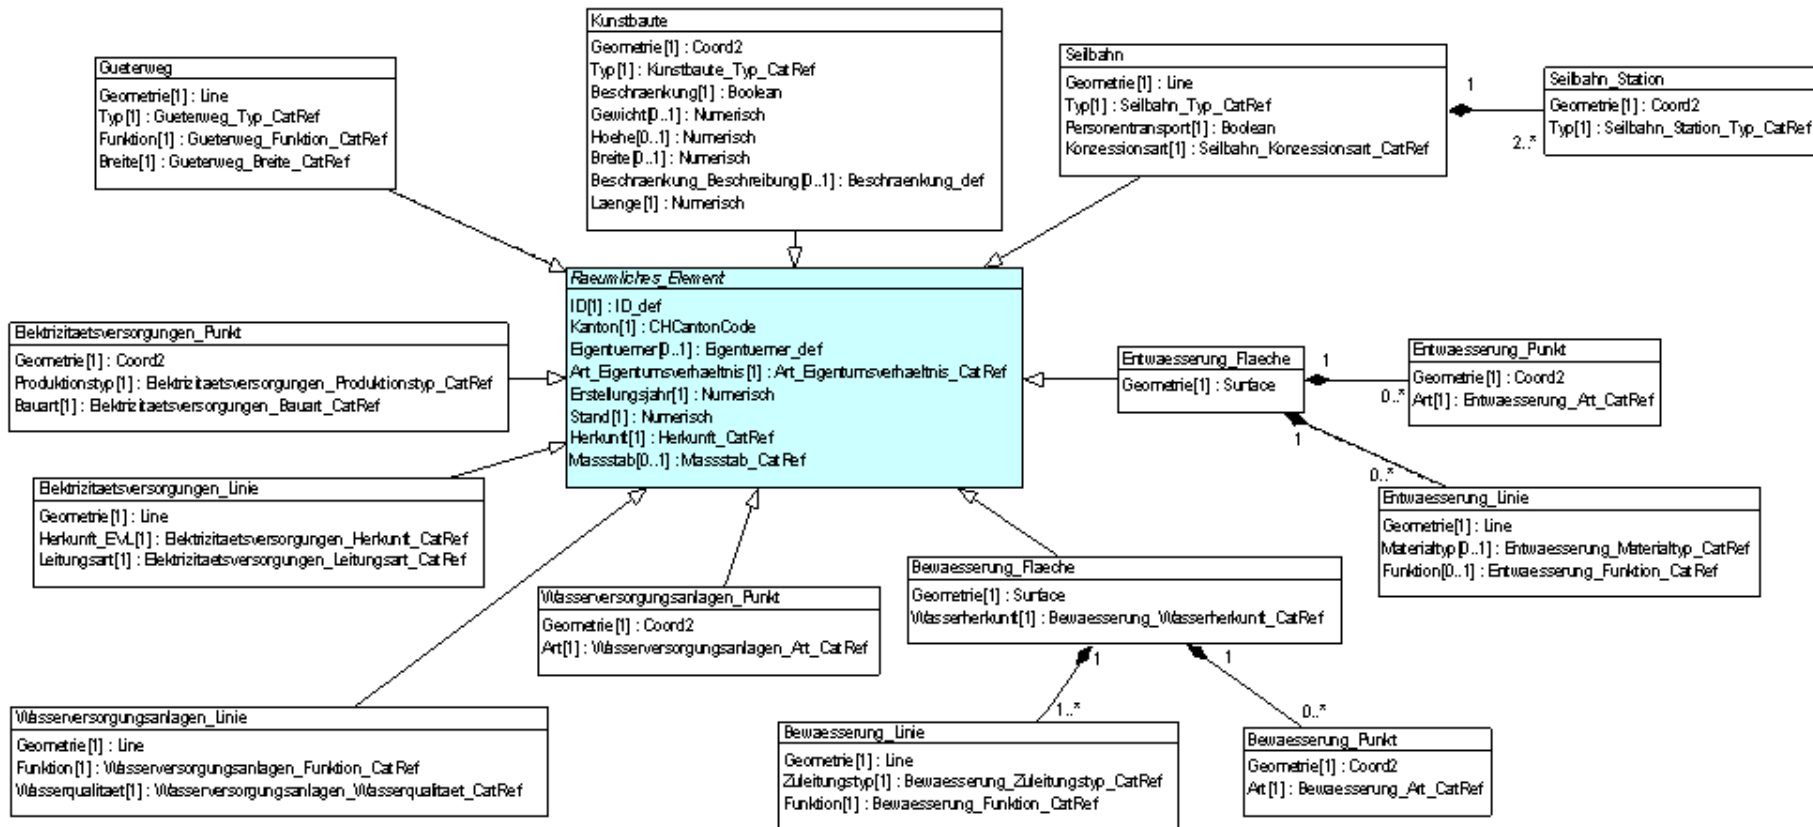 Kunstbaute
Geometrie[1] : Coord2
Typ[1] : Kunstbaute_Typ_CatRef
Beschraenkung[1] : Boolean
Gewicht[0..1] : Numerisch
Hoehe[0..1] : Numerisch
Breite[0..1] : Numerisch
Beschraenkung_Beschreibung[0..1] : Beschraenkung_def
Laenge[1] : Numerisch
Gueterweg
Geometrie[1] : Line
Typ[1] : Gueterweg_Typ_CatRef
Funktion[1] : Gueterweg_Funktion_CatRef
Breite[1] : Gueterweg_Breite_CatRef
Seilbahn
Geometrie[1] : Line
Typ[1] : Seilbahn_Typ_CatRef
Personentransport[1] : Boolean
Konzessionsart[1] : Seilbahn_Konzessionsart_CatRef
1
2..*
Seilbahn_Station
Geometrie[1] : Coord2
Typ[1] : Seilbahn_Station_Typ_CatRef
Raeumliches_Element
ID[1] : ID_def
Kanton[1] : CHCantonCode
Eigentuemer[0..1] : Eigentuemer_def
Art_Eigentumsverhaeltnis[1] : Art_Eigentumsverhaeltnis_CatRef
Erstellungsjahr[1] : Numerisch
Stand[1] : Numerisch
Herkunft[1] : Herkunft_CatRef
Massstab[0..1] : Massstab_CatRef
Elektrizitaetsversorgungen_Punkt
Geometrie[1] : Coord2
Produktionstyp[1] : Elektrizitaetsversorgungen_Produktionstyp_CatRef
Bauart[1] : Elektrizitaetsversorgungen_Bauart_CatRef
Entwaesserung_Flaeche
Geometrie[1] : Surface
1
0..*
Entwaesserung_Punkt
Geometrie[1] : Coord2
Art[1] : Entwaesserung_Art_CatRef
1
0..*
Elektrizitaetsversorgungen_Linie
Geometrie[1] : Line
Herkunft_EVL[1] : Elektrizitaetsversorgungen_Herkunft_CatRef
Leitungsart[1] : Elektrizitaetsversorgungen_Leitungsart_CatRef
Entwaesserung_Linie
Geometrie[1] : Line
Materialtyp[0..1] : Entwaesserung_Materialtyp_CatRef
Funktion[0..1] : Entwaesserung_Funktion_CatRef
Wasserversorgungsanlagen_Punkt
Geometrie[1] : Coord2
Art[1] : Wasserversorgungsanlagen_Art_CatRef
Bewaesserung_Flaeche
Geometrie[1] : Surface
Wasserherkunft[1] : Bewaesserung_Wasserherkunft_CatRef
1
1
1..*
0..*
Wasserversorgungsanlagen_Linie
Geometrie[1] : Line
Funktion[1] : Wasserversorgungsanlagen_Funktion_CatRef
Wasserqualitaet[1] : Wasserversorgungsanlagen_Wasserqualitaet_CatRef
Bewaesserung_Linie
Geometrie[1] : Line
Zuleitungstyp[1] : Bewaesserung_Zuleitungstyp_CatRef
Funktion[1] : Bewaesserung_Funktion_CatRef
Bewaesserung_Punkt
Geometrie[1] : Coord2
Art[1] : Bewaesserung_Art_CatRef